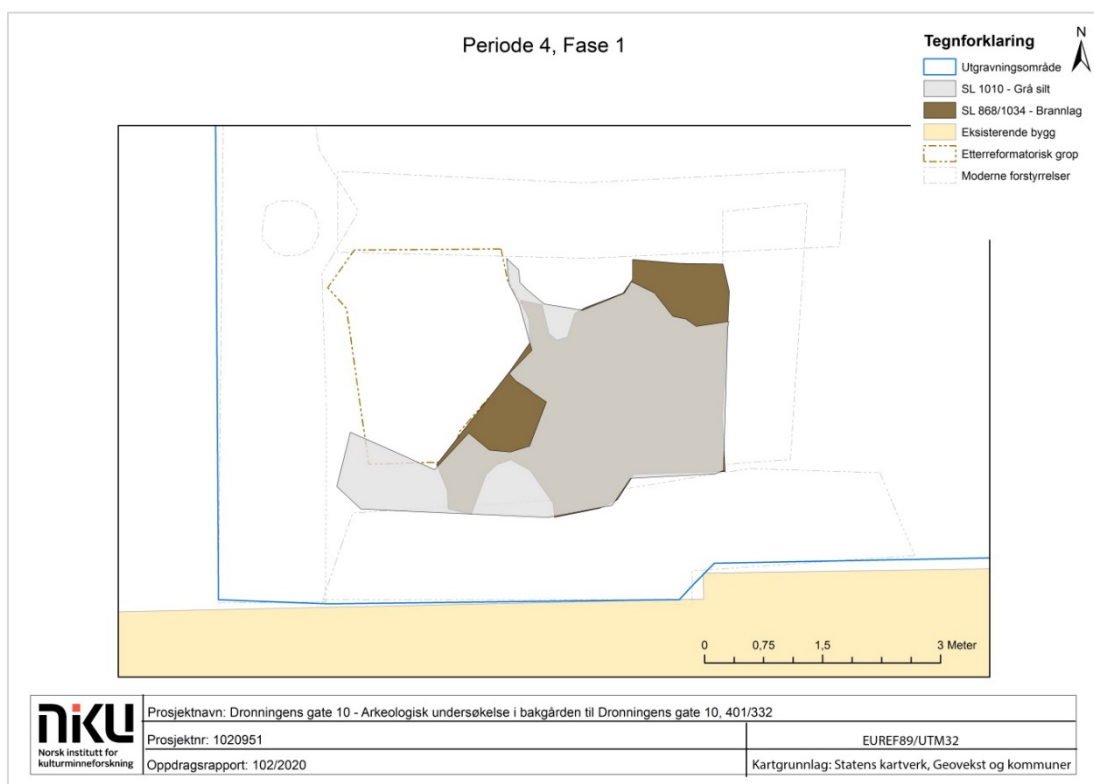 Periode 4, Fase 1
Tegnforklaring
N
Utgravningsområde
SL 1010 - Grå silt
SL 868/1034 - Brannlag
Eksisterende bygg
Etterreformatorisk grop
Moderne forstyrrelser
0 0,75 1,5 3 Meter
NIKU
Norsk institutt for
kulturminneforskning
Prosjektnavn: Dronningens gate 10 - Arkeologisk undersøkelse i bakgården til Dronningens gate 10, 401/332
Prosjektnr: 1020951
EUREF89/UTM32
Oppdragsrapport: 102/2020
Kartgrunnlag: Statens kartverk, Geovekst og kommuner